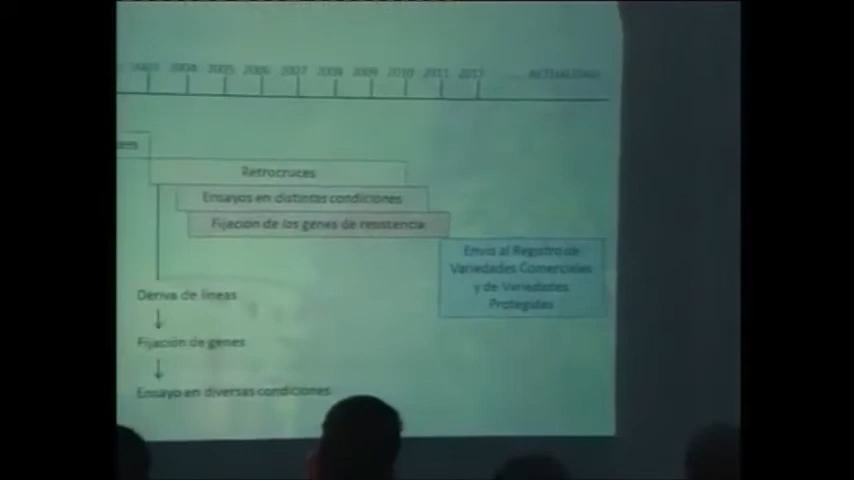 2003 2004 2005 2006 2007 2008 2009 2010 2011 2012 ACTUALIDAD
Retrocruces
Ensayos en distintas condiciones
Fijación de los genes de resistencia
Envío al Registro de
Variedades Comerciales
y de Variedades
Protegidas
Deriva de líneas
Fijación de genes
Ensayo en diversas condiciones